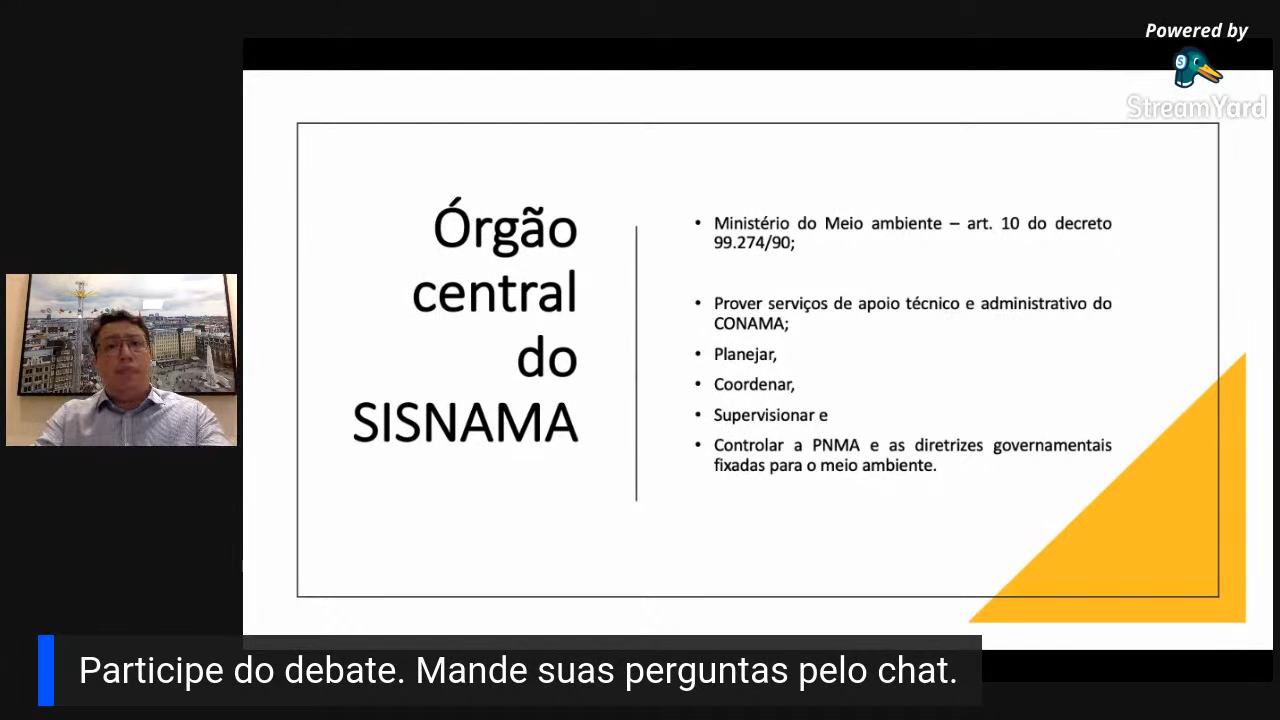 Powered by
StreamYard
Órgão
central
do
SISNAMA
• Ministério do Meio ambiente – art. 10 do decreto
99.274/90;
• Prover serviços de apoio técnico e administrativo do
CONAMA;
• Planejar,
• Coordenar,
• Supervisionar e
• Controlar a PNMA e as diretrizes governamentais
fixadas para o meio ambiente.
Participe do debate. Mande suas perguntas pelo chat.